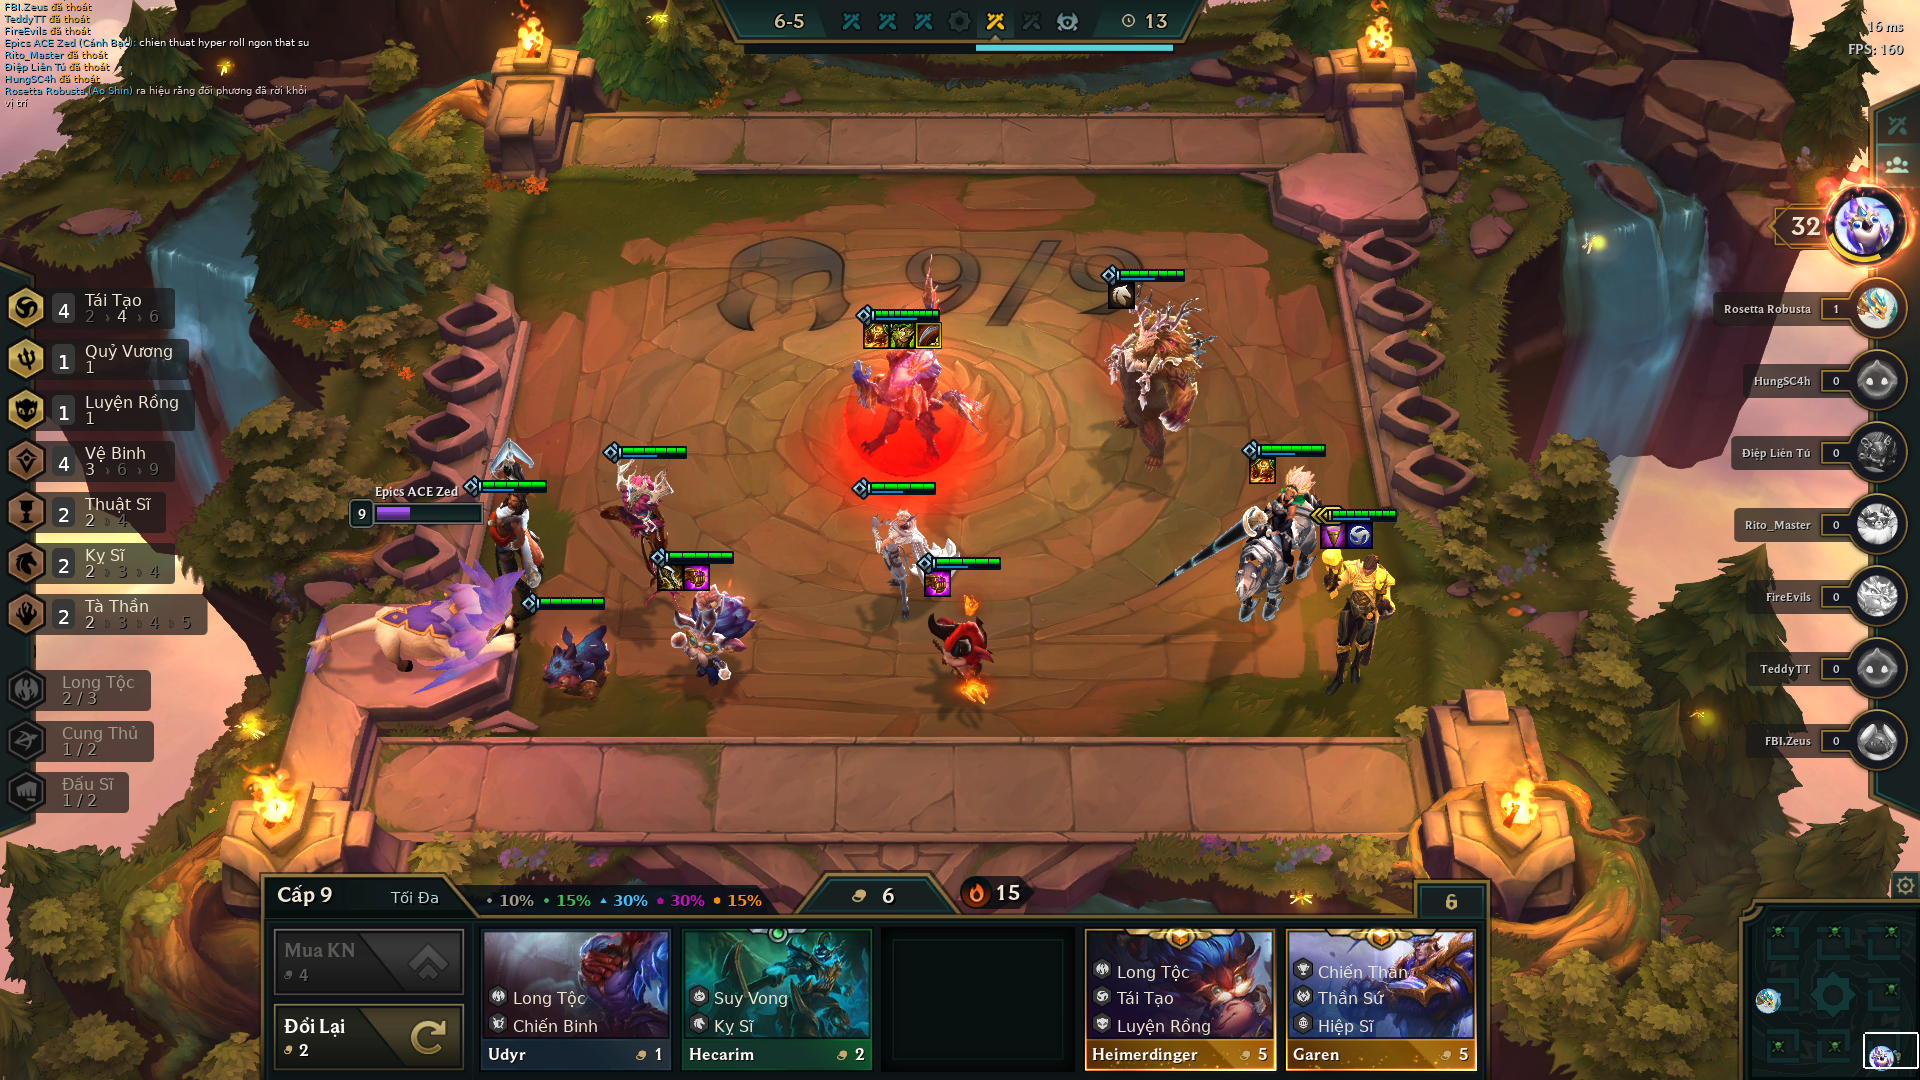 FBI.Zeus đã thoát
TeddyTT đã thoát
FireEvils đã thoát
Epics ACE Zed (Cánh Bạc): chien thuat hyper roll ngon that su
Rito_Master đã thoát
Điệp Liên Tú đã thoát
HungSC4h đã thoát
Rosetta Robusta (Ao Shin) ra hiệu rằng đối phương đã rời khỏi
vị trí
6-5
13
16 ms
FPS: 160
9/9
32
Rosetta Robusta 1
HungSC4h 0
Điệp Liên Tú 0
Rito_Master 0
FireEvils 0
TeddyTT 0
FBI.Zeus 0
4 Tái Tạo
2 › 4 › 6
1 Quỷ Vương
1
1 Luyện Rồng
1
4 Vệ Binh
3 › 6 › 9
2 Thuật Sĩ
2 › 4
2 Kỵ Sĩ
2 › 3 › 4
2 Tà Thần
2 › 3 › 4 › 5
Long Tộc
2 / 3
Cung Thủ
1 / 2
Đấu Sĩ
1 / 2
Epics ACE Zed
9
Cấp 9
Tối Đa
10% 15% 30% 30% 15%
6
15
6
Mua KN
4
Đổi Lại
2
Long Tộc
Chiến Binh
Udyr 1
Suy Vong
Kỵ Sĩ
Hecarim 2
Long Tộc
Tái Tạo
Luyện Rồng
Heimerdinger 5
Chiến Thần
Thần Sứ
Hiệp Sĩ
Garen 5